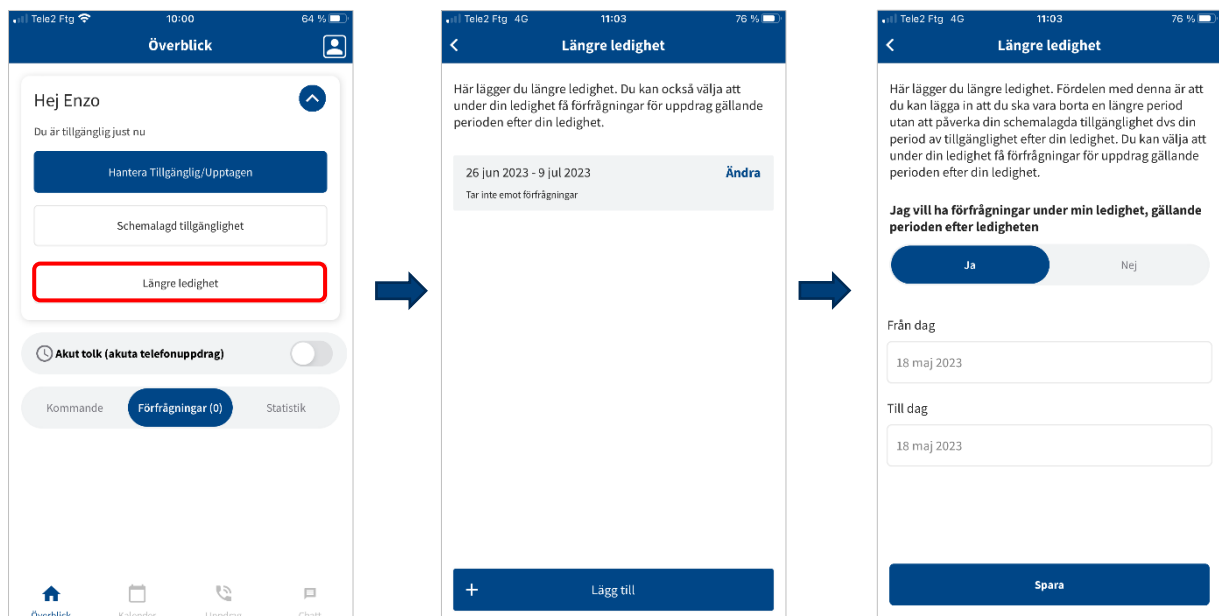 Tele2 Ftg 10:00 64 %
Överblick
Hej Enzo
Du är tillgänglig just nu
Hantera Tillgänglig/Upptagen
Schemalagd tillgänglighet
Längre ledighet
Akut tolk (akuta telefonuppdrag)
Kommande Förfrågningar (0) Statistik
Överblick Kalender Uppdrag Chatt
Tele2 Ftg 4G 11:03 76 %
Längre ledighet
Här lägger du längre ledighet. Du kan också välja att
under din ledighet få förfrågningar för uppdrag gällande
perioden efter din ledighet.
26 jun 2023 - 9 jul 2023 Ändra
Tar inte emot förfrågningar
+ Lägg till
Tele2 Ftg 4G 11:03 76 %
Längre ledighet
Här lägger du längre ledighet. Fördelen med denna är att
du kan lägga in att du ska vara borta en längre period
utan att påverka din schemalagda tillgänglighet dvs din
period av tillgänglighet efter din ledighet. Du kan välja att
under din ledighet få förfrågningar för uppdrag gällande
perioden efter din ledighet.
Jag vill ha förfrågningar under min ledighet, gällande
perioden efter ledigheten
Ja Nej
Från dag
18 maj 2023
Till dag
18 maj 2023
Spara